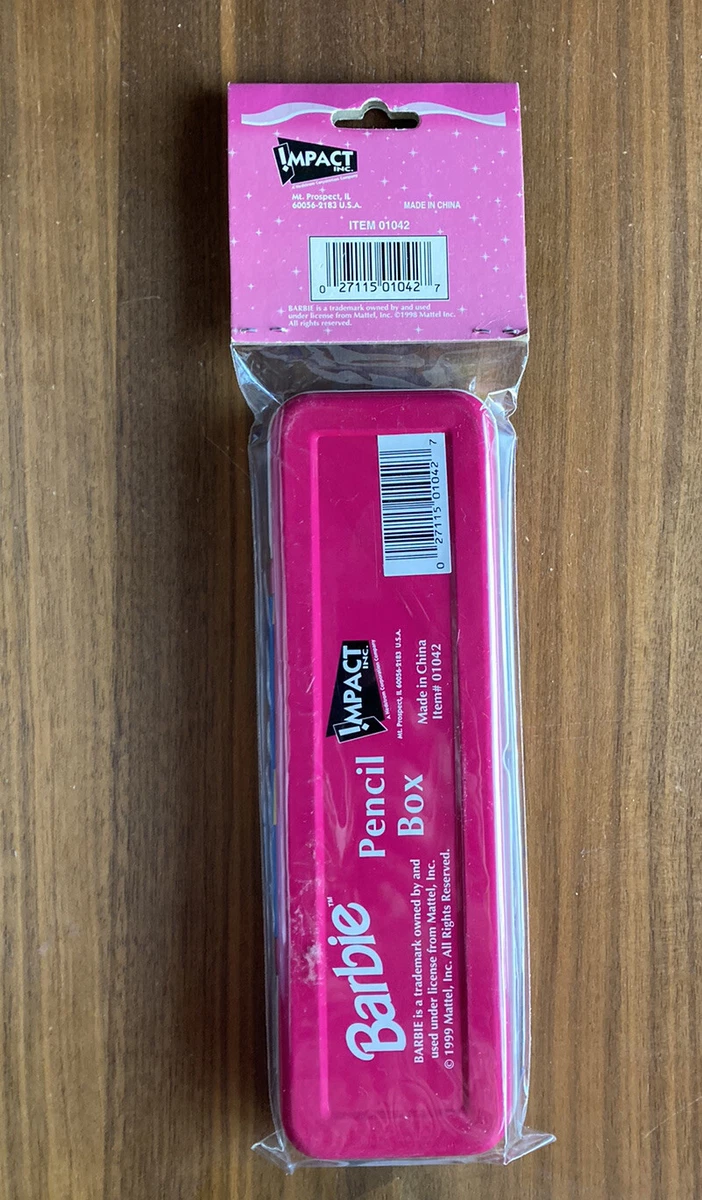 IMPACT
INC.
A Modtown Corporation Company
Mt. Prospect, IL
60056-2183 U.S.A.
MADE IN CHINA
ITEM 01042
0 27115 01042 7
BARBIE is a trademark owned by and used
under license from Mattel, Inc. ©1998 Mattel Inc.
All rights reserved.
0 27115 01042 7
IMPACT
INC.
Mt. Prospect, IL 60056-2183 U.S.A.
Made in China
Item# 01042
Pencil
Box
Barbie™
BARBIE is a trademark owned by and
used under license from Mattel, Inc.
© 1999 Mattel, Inc. All Rights Reserved.